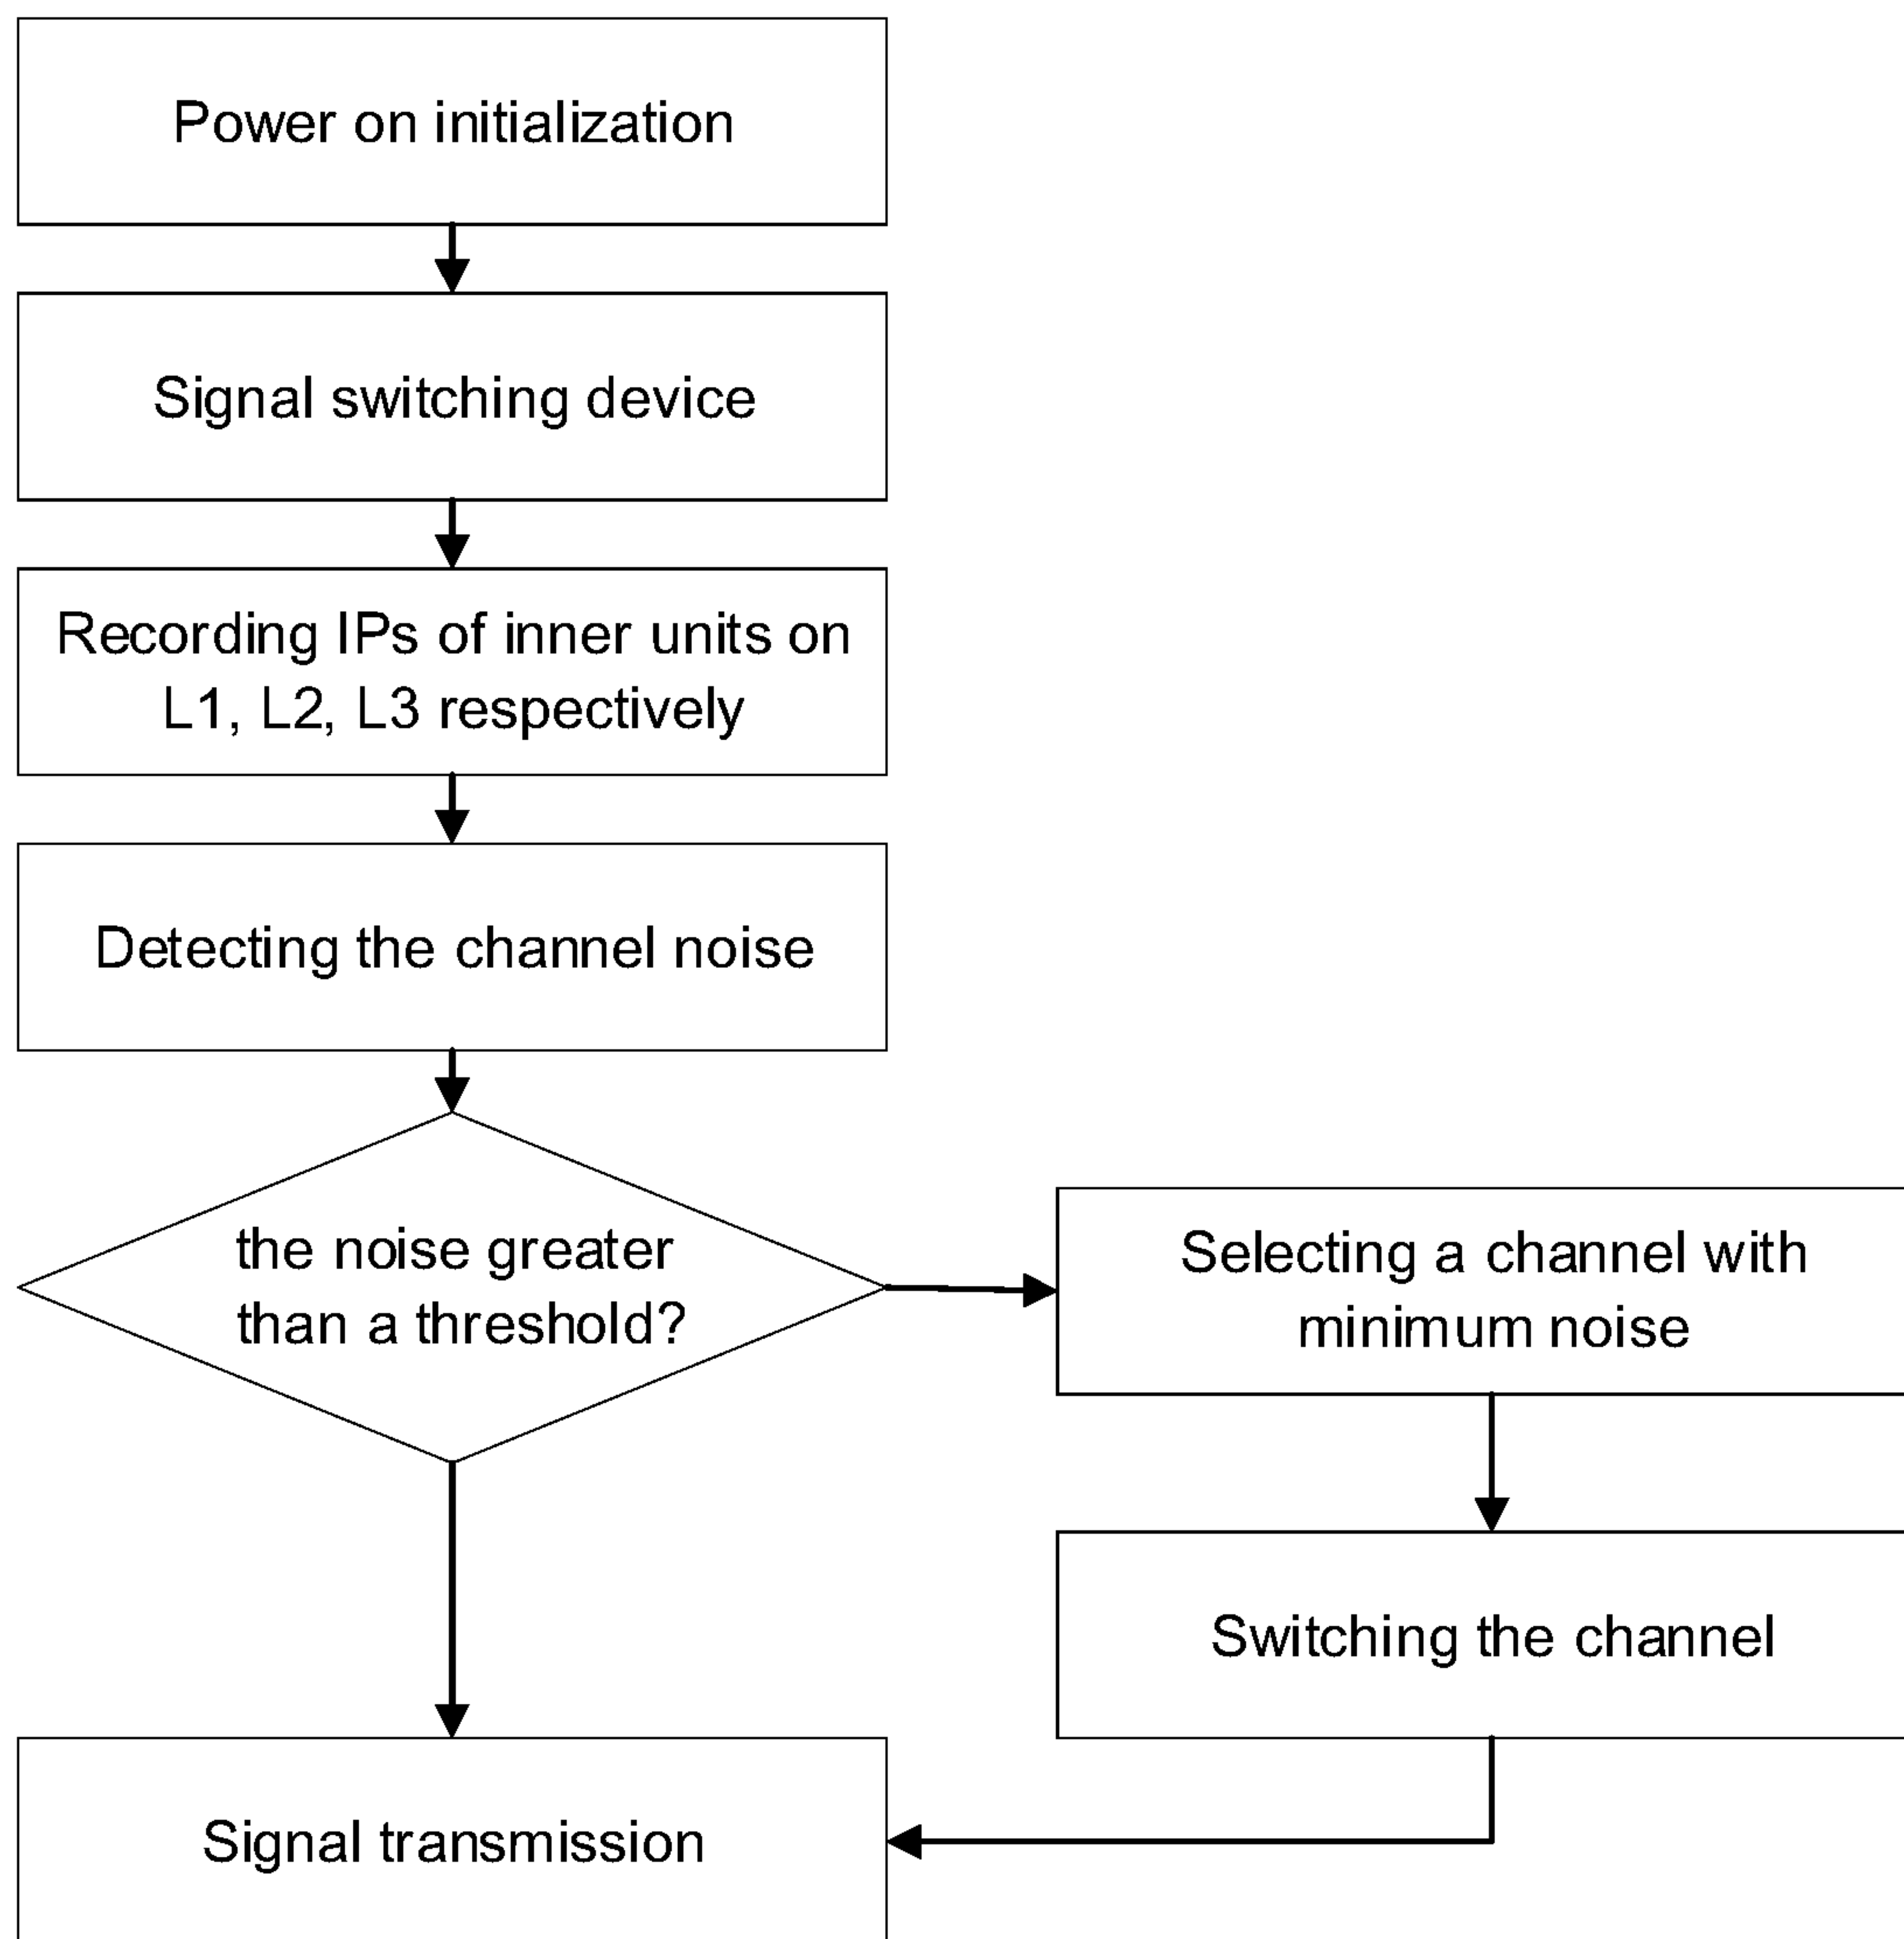 Power on initialization
Signal switching device
Recording IPs of inner units on
L1, L2, L3 respectively
Detecting the channel noise
the noise greater
than a threshold?
Selecting a channel with
minimum noise
Switching the channel
Signal transmission